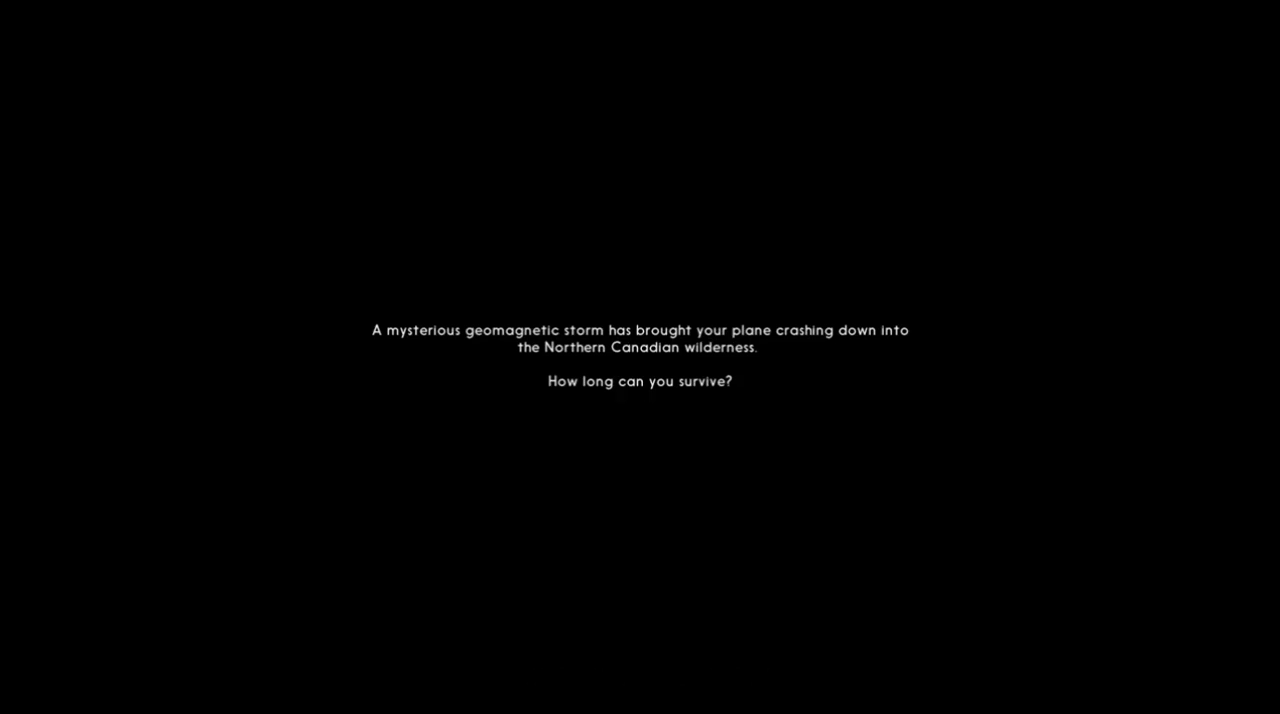 A mysterious geomagnetic storm has brought your plane crashing down into
the Northern Canadian wilderness.
How long can you survive?